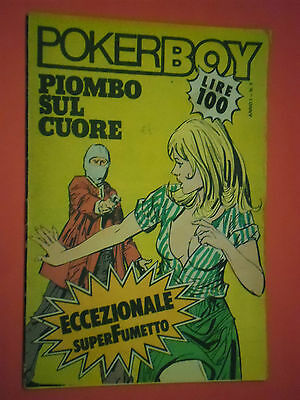 POKERBOY
PIOMBO
SUL
CUORE
LIRE
100
ECCEZIONALE
SUPERFUMETTO